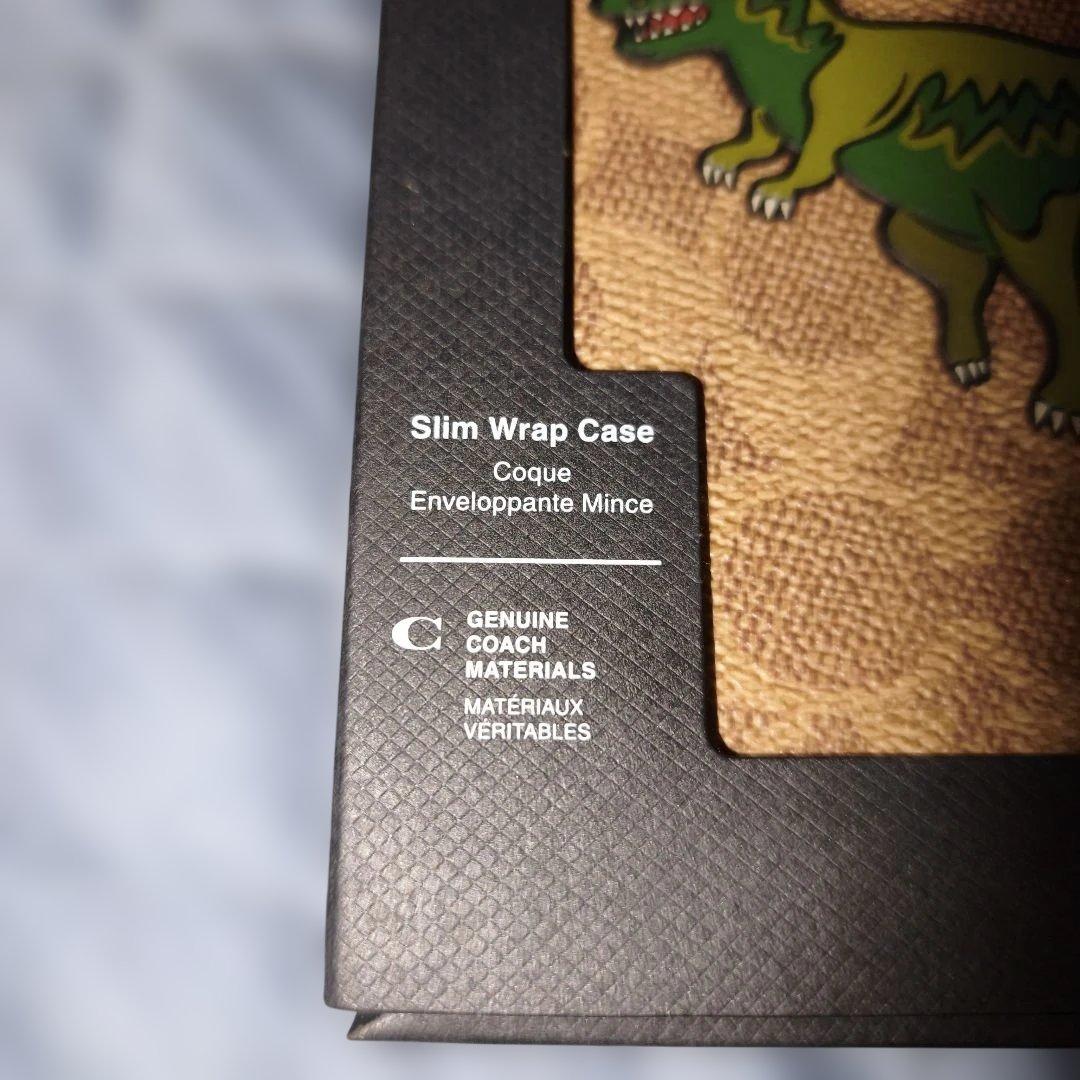 Slim Wrap Case
Coque
Enveloppante Mince
C
GENUINE
COACH
MATERIALS
MATÉRIAUX
VÉRITABLES